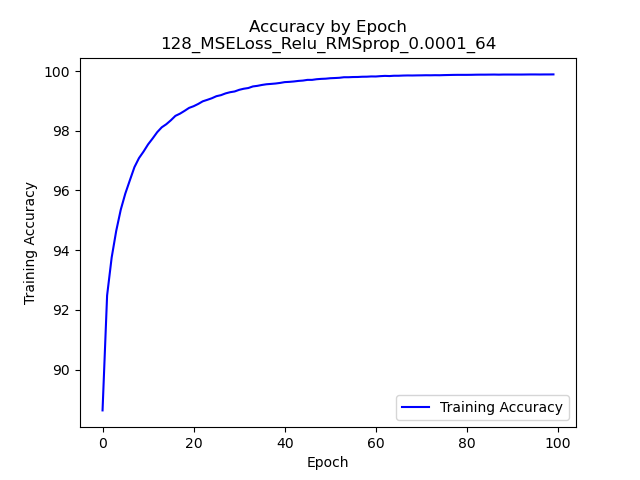 Accuracy by Epoch
128_MSELoss_Relu_RMSprop_0.0001_64
100
98
96
94
92
90
Training Accuracy
Training Accuracy
0
20
40
60
80
100
Epoch